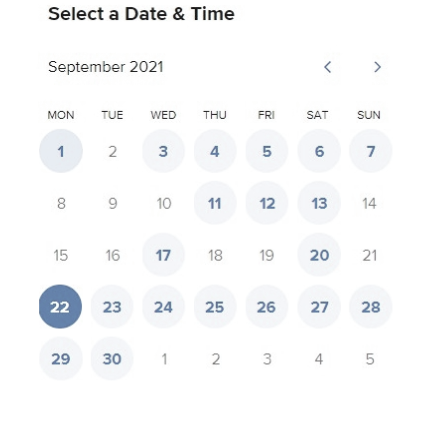 Select a Date & Time
September 2021
MON TUE WED THU FRI SAT SUN
1 2 3 4 5 6 7
8 9 10 11 12 13 14
15 16 17 18 19 20 21
22 23 24 25 26 27 28
29 30 1 2 3 4 5